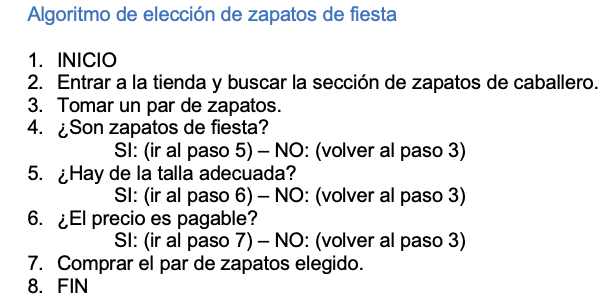 Algoritmo de elección de zapatos de fiesta
1. INICIO
2. Entrar a la tienda y buscar la sección de zapatos de caballero.
3. Tomar un par de zapatos.
4. ¿Son zapatos de fiesta?
SI: (ir al paso 5) – NO: (volver al paso 3)
5. ¿Hay de la talla adecuada?
SI: (ir al paso 6) – NO: (volver al paso 3)
6. ¿El precio es pagable?
SI: (ir al paso 7) – NO: (volver al paso 3)
7. Comprar el par de zapatos elegido.
8. FIN